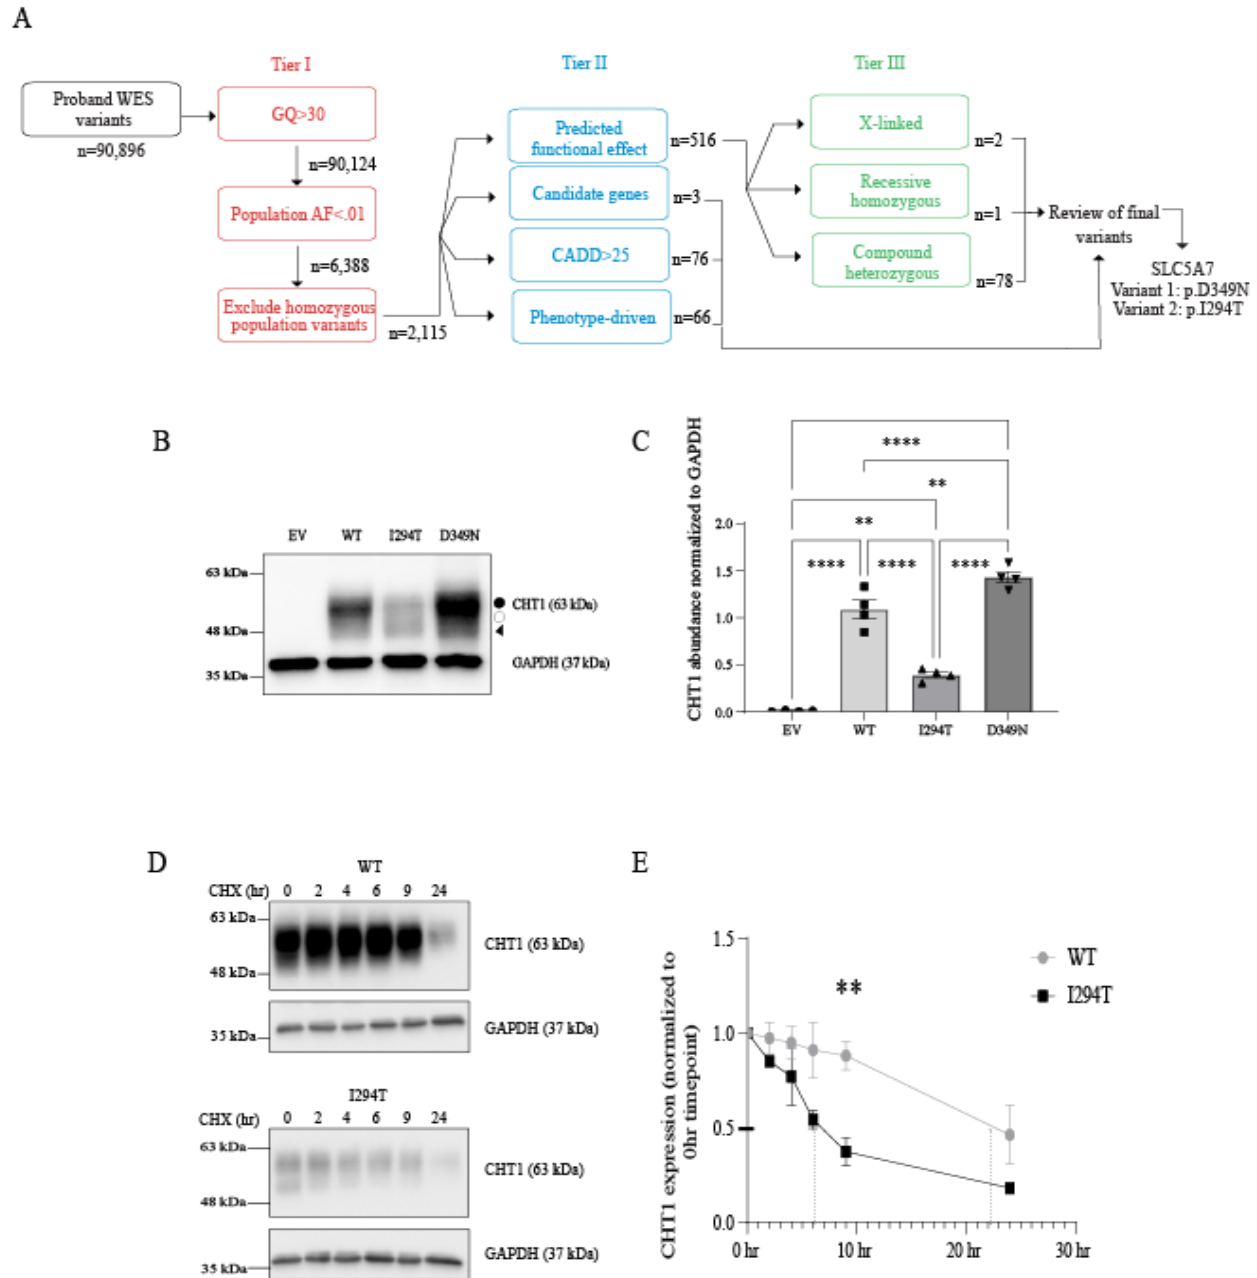 A
Tier I
Tier II
Tier III
Proband WES
variants
n=90,896
GQ>30
n=90,124
Population AF<.01
n=6,388
Exclude homozygous
population variants
n=2,115
Predicted
functional effect
n=516
Candidate genes
n=3
CADD>25
n=76
Phenotype-driven
n=66
X-linked
n=2
Recessive
homozygous
n=1
Compound
heterozygous
n=78
Review of final
variants
SLC5A7
Variant 1: p.D349N
Variant 2: p.I294T
B
EV WT I294T D349N
63 kDa
48 kDa
35 kDa
CHT1 (63 kDa)
GAPDH (37 kDa)
C
CHT1 abundance normalized to GAPDH
****
**
**
**** **** ****
2.0
1.5
1.0
0.5
0.0
EV WT I294T D349N
D
WT
CHX (hr) 0 2 4 6 9 24
63 kDa
48 kDa
CHT1 (63 kDa)
35 kDa
GAPDH (37 kDa)
I294T
CHX (hr) 0 2 4 6 9 24
63 kDa
48 kDa
CHT1 (63 kDa)
35 kDa
GAPDH (37 kDa)
E
CHT1 expression (normalized to
0hr timepoint)
1.5
1.0
0.5
0.0
**
WT
I294T
0 hr 10 hr 20 hr 30 hr